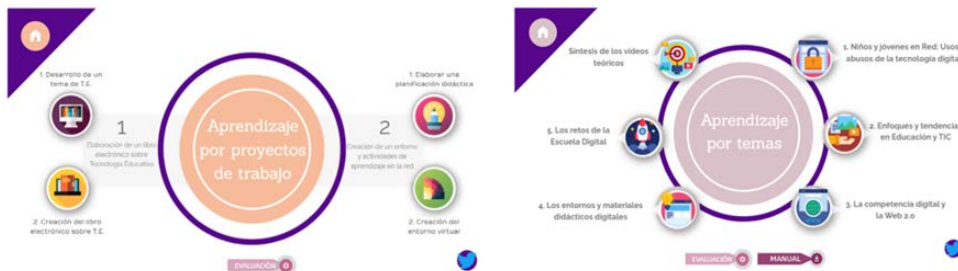 1. Desarrollo de un
tema de T.E.
1
Elaboración de un libro
electrónico sobre
Tecnología Educativa
2. Creación del libro
electrónico sobre T.E.
Aprendizaje
por proyectos
de trabajo
1. Elaborar una
planificación didáctica
2
Creación de un entorno
y actividades de
aprendizaje en la red
2. Creación del
entorno virtual
EVALUACIÓN
Síntesis de los vídeos
teóricos
5. Los retos de la
Escuela Digital
4. Los entornos y materiales
didácticos digitales
Aprendizaje
por temas
1. Niños y jóvenes en Red: Usos
abusos de la tecnología digita
2. Enfoques y tendencia
en Educación y TIC
3. La competencia digital y
la Web 2.0
EVALUACIÓN
MANUAL